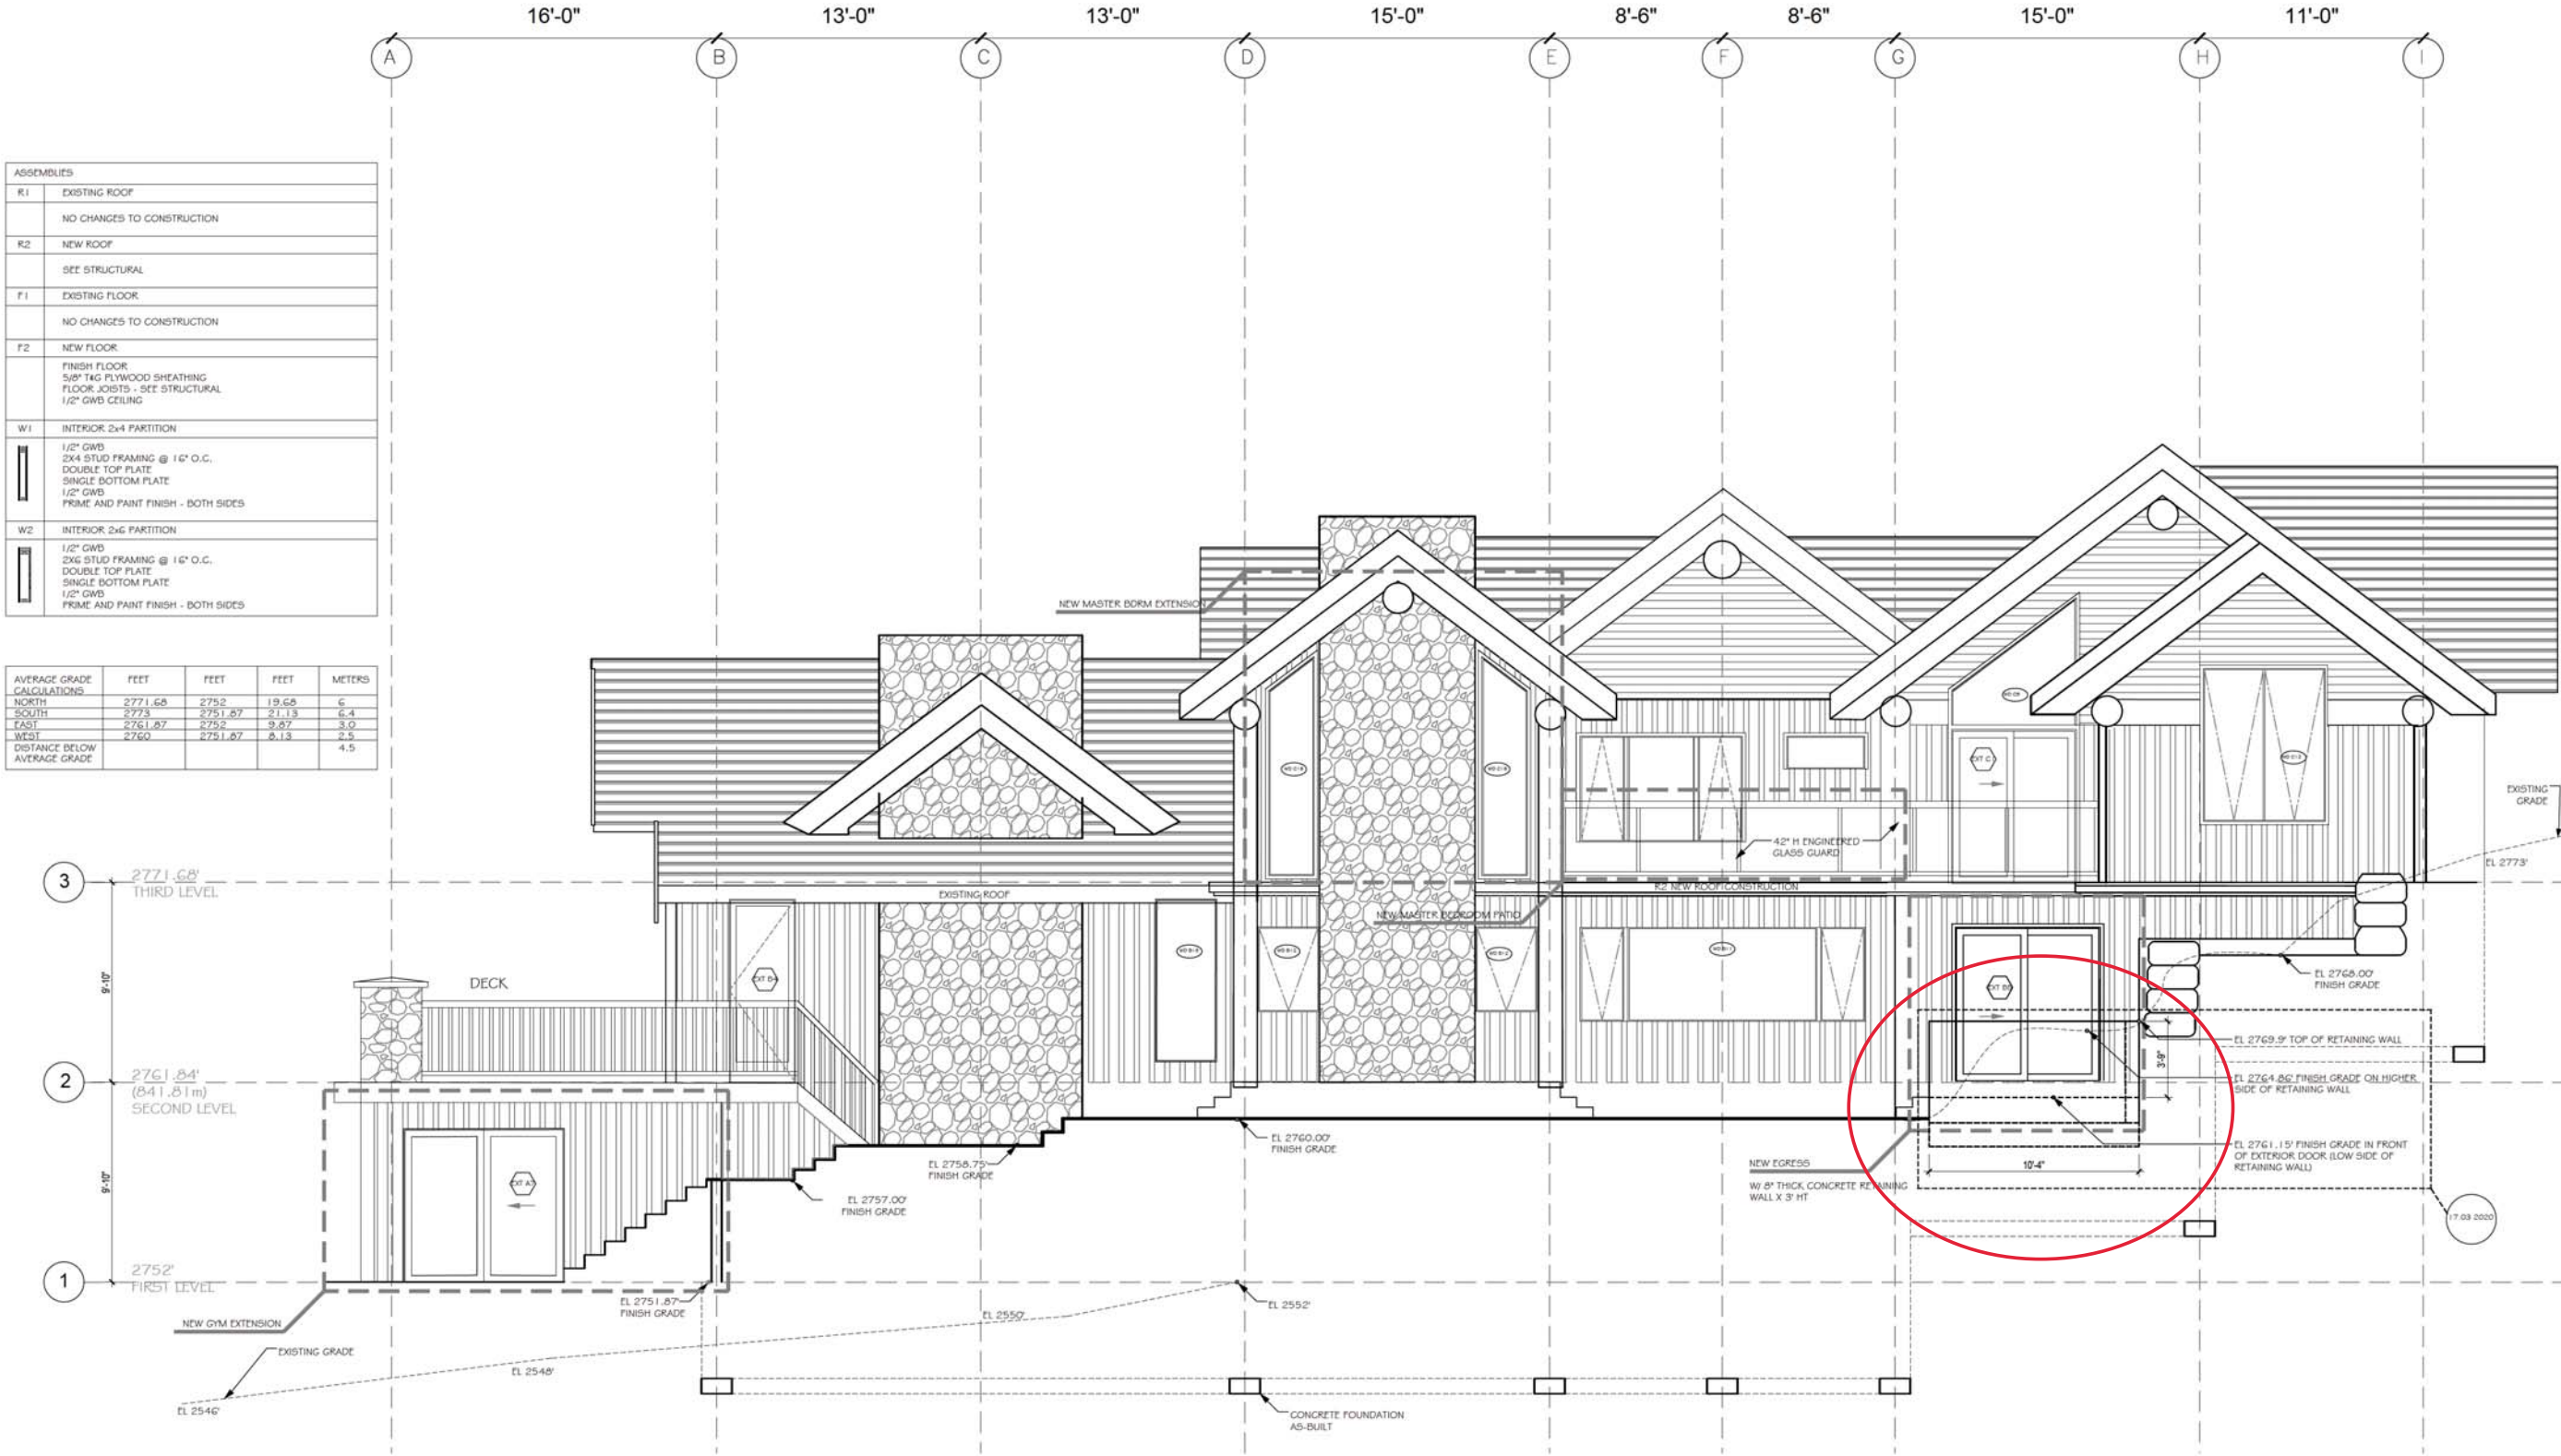 16'-0" 13'-0" 13'-0" 15'-0" 8'-6" 8'-6" 15'-0" 11'-0"
A B C D E F G H I
ASSEMBLIES
R1 EXISTING ROOF
NO CHANGES TO CONSTRUCTION
R2 NEW ROOF
SEE STRUCTURAL
F1 EXISTING FLOOR
NO CHANGES TO CONSTRUCTION
F2 NEW FLOOR
FINISH FLOOR
5/8" T&G PLYWOOD SHEATHING
FLOOR JOISTS - SEE STRUCTURAL
1/2" GWB CEILING
W1 INTERIOR 2x4 PARTITION
1/2" GWB
2X4 STUD FRAMING @ 16" O.C.
DOUBLE TOP PLATE
SINGLE BOTTOM PLATE
1/2" GWB
PRIME AND PAINT FINISH - BOTH SIDES
W2 INTERIOR 2x6 PARTITION
1/2" GWB
2X6 STUD FRAMING @ 16" O.C.
DOUBLE TOP PLATE
SINGLE BOTTOM PLATE
1/2" GWB
PRIME AND PAINT FINISH - BOTH SIDES
AVERAGE GRADE FEET FEET FEET METERS
CALCULATIONS
NORTH 2771.68 2752 19.68 6
SOUTH 2773 2751.87 21.13 6.4
EAST 2761.87 2752 9.87 3.0
WEST 2760 2751.87 8.13 2.5
DISTANCE BELOW 4.5
AVERAGE GRADE
NEW MASTER BDRM EXTENSION
EXT C1
EXISTING
GRADE
42" H ENGINEERED
GLASS GUARD
EL 2773'
3
2771.68'
THIRD LEVEL
EXISTING ROOF
R2 NEW ROOF/CONSTRUCTION
NEW MASTER BEDROOM PATIO
9'-10"
DECK
EXT B4
EXT B5
EL 2768.00'
FINISH GRADE
EL 2769.9' TOP OF RETAINING WALL
3'-9"
EL 2764.86' FINISH GRADE ON HIGHER
SIDE OF RETAINING WALL
2
2761.84'
(841.81m)
SECOND LEVEL
EL 2760.00'
FINISH GRADE
EL 2761.15' FINISH GRADE IN FRONT
OF EXTERIOR DOOR (LOW SIDE OF
RETAINING WALL)
10'-4"
NEW EGRESS
W/ 8" THICK CONCRETE RETAINING
WALL X 3' HT
17.03.2020
EL 2758.75'
FINISH GRADE
EL 2757.00'
FINISH GRADE
9'-10"
1
2752'
FIRST LEVEL
EL 2751.87'
FINISH GRADE
EL 2552'
EL 2550'
NEW GYM EXTENSION
EXISTING GRADE
EL 2548'
EL 2546'
CONCRETE FOUNDATION
AS-BUILT